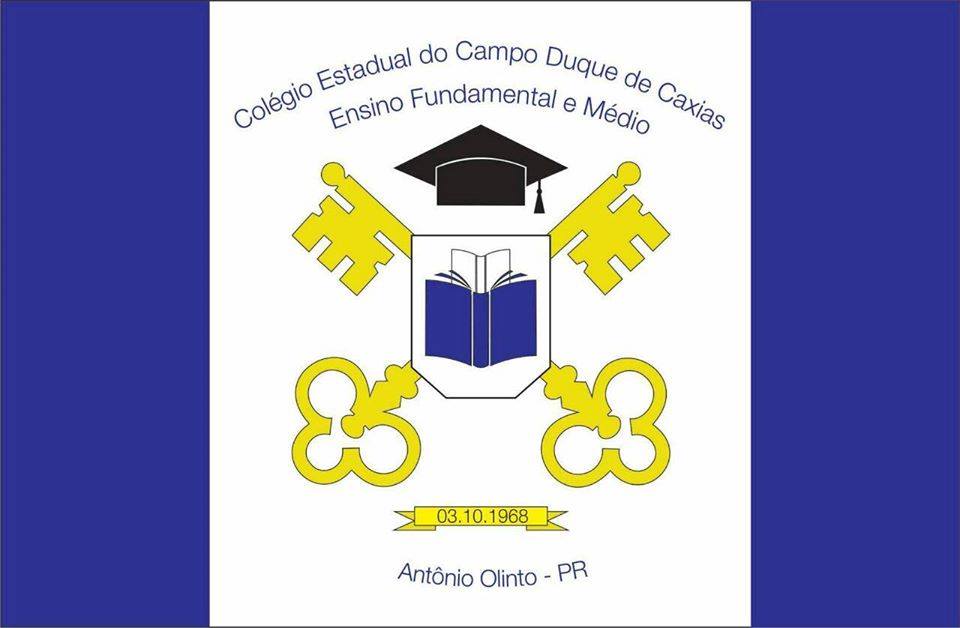 Colégio Estadual do Campo Duque de Caxias
Ensino Fundamental e Médio
03.10.1968
Antônio Olinto - PR